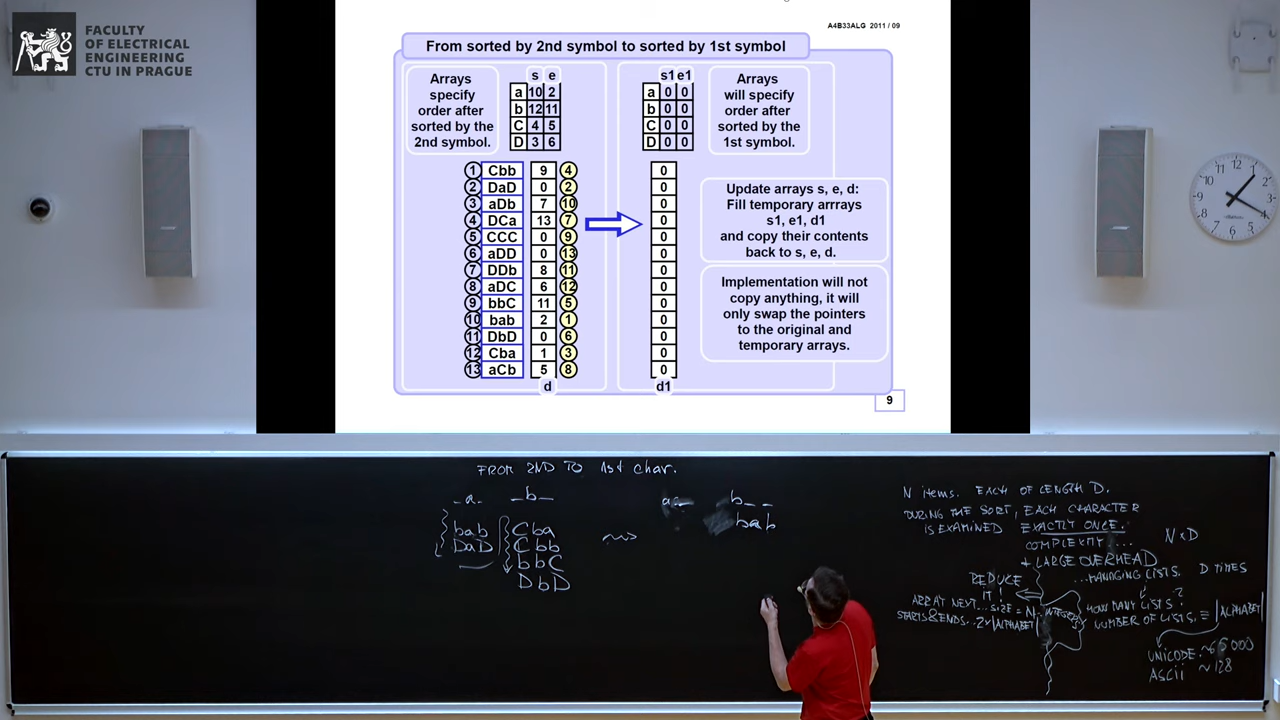 FACULTY
OF ELECTRICAL
ENGINEERING
CTU IN PRAGUE
A4B33ALG 2011 / 09
From sorted by 2nd symbol to sorted by 1st symbol
Arrays
specify
order after
sorted by the
2nd symbol.
s e
a 10 2
b 12 11
C 4 5
D 3 6
s1 e1
a 0 0
b 0 0
C 0 0
D 0 0
Arrays
will specify
order after
sorted by the
1st symbol.
1 Cbb 9 4 0
2 DaD 0 2 0
3 aDb 7 10 0
4 DCa 13 7 0
5 CCC 0 9 0
6 aDD 0 13 0
7 DDb 8 11 0
8 aDC 6 12 0
9 bbC 11 5 0
10 bab 2 1 0
11 DbD 0 6 0
12 Cba 1 3 0
13 aCb 5 8 0
d d1
Update arrays s, e, d:
Fill temporary arrrays
s1, e1, d1
and copy their contents
back to s, e, d.
Implementation will not
copy anything, it will
only swap the pointers
to the original and
temporary arrays.
9
FROM 2ND TO 1st char.
_a_ _b_
bab
DaD
Cba
Cbb
bbC
DbD
a_ _ b_ _
bab
N items. EACH OF LENGTH D.
DURING THE SORT, EACH CHARACTER
IS EXAMINED EXACTLY ONCE.
COMPLEXITY.... N x D
+ LARGE OVERHEAD
...MANAGING LISTS. D TIMES
REDUCE
IT!
HOW MANY LISTS?
NUMBER OF LISTS. ≡ |ALPHABET|
ARRAY NEXT... SIZE = N
STARTS&ENDS...2x|ALPHABET|
UNICODE. ~65000
ASCII ~128